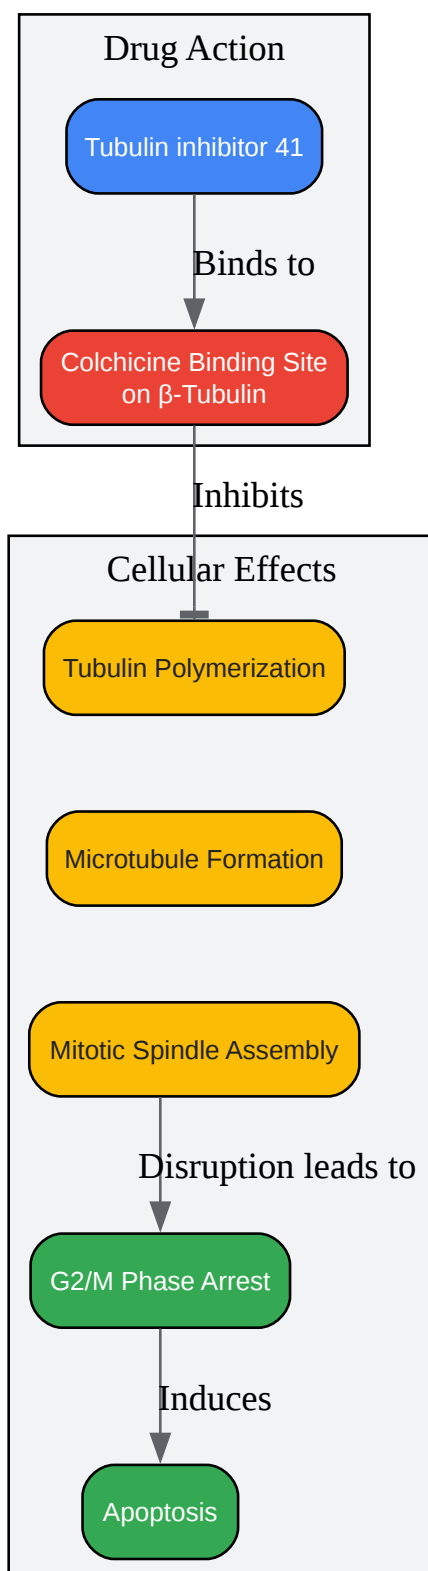 Drug Action
Tubulin inhibitor 41
Binds to
Colchicine Binding Site
on β-Tubulin
Inhibits
Cellular Effects
Tubulin Polymerization
Microtubule Formation
Mitotic Spindle Assembly
Disruption leads to
G2/M Phase Arrest
Induces
Apoptosis